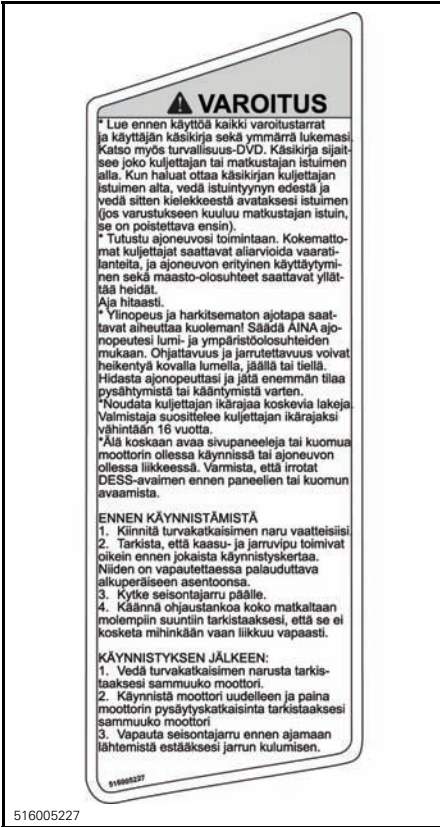 VAROITUS
* Lue ennen käyttöä kaikki varoitustarrat
ja käyttäjän käsikirja sekä ymmärrä lukemasi.
Katso myös turvallisuus-DVD. Käsikirja sijait-
see joko kuljettajan tai matkustajan istuimen
alla. Kun haluat ottaa käsikirjan kuljettajan
istuimen alta, vedä istuintyynyn edestä ja
vedä sitten kielekkeestä avataksesi istuimen
(jos varustukseen kuuluu matkustajan istuin,
se on poistettava ensin).
* Tutustu ajoneuvosi toimintaan. Kokematto-
mat kuljettajat saattavat aliarvioida vaarati-
lanteita, ja ajoneuvon erityinen käyttäytymi-
nen sekä maasto-olosuhteet saattavat yllät-
tää heidät.
Aja hitaasti.
* Ylinopeus ja harkitsematon ajotapa saat-
tavat aiheuttaa kuoleman! Säädä AINA ajo-
nopeutesi lumi- ja ympäristöolosuhteiden
mukaan. Ohjattavuus ja jarrutettavuus voivat
heikentyä kovalla lumella, jäällä tai tiellä.
Hidasta ajonopeuttasi ja jätä enemmän tilaa
pysähtymistä tai kääntymistä varten.
*Noudata kuljettajan ikärajaa koskevia lakeja.
Valmistaja suosittelee kuljettajan ikärajaksi
vähintään 16 vuotta.
*Älä koskaan avaa sivupaneeleja tai kuomua
moottorin ollessa käynnissä tai ajoneuvon
ollessa liikkeessä. Varmista, että irrotat
DESS-avaimen ennen paneelien tai kuomun
avaamista.
ENNEN KÄYNNISTÄMISTÄ
1. Kiinnitä turvakatkaisimen naru vaatteisiisi.
2. Tarkista, että kaasu- ja jarruvipu toimivat
oikein ennen jokaista käynnistyskertaa.
Niiden on vapautettaessa palauduttava
alkuperäiseen asentoonsa.
3. Kytke seisontajarru päälle.
4. Käännä ohjaustankoa koko matkaltaan
molempiin suuntiin tarkistaaksesi, että se ei
kosketa mihinkään vaan liikkuu vapaasti.
KÄYNNISTYKSEN JÄLKEEN:
1. Vedä turvakatkaisimen narusta tarkis-
taaksesi sammuuko moottori.
2. Käynnistä moottori uudelleen ja paina
moottorin pysäytyskatkaisinta tarkistaaksesi
sammuuko moottori
3. Vapauta seisontajarru ennen ajamaan
lähtemistä estääksesi jarrun kulumisen.
516005227
516005227